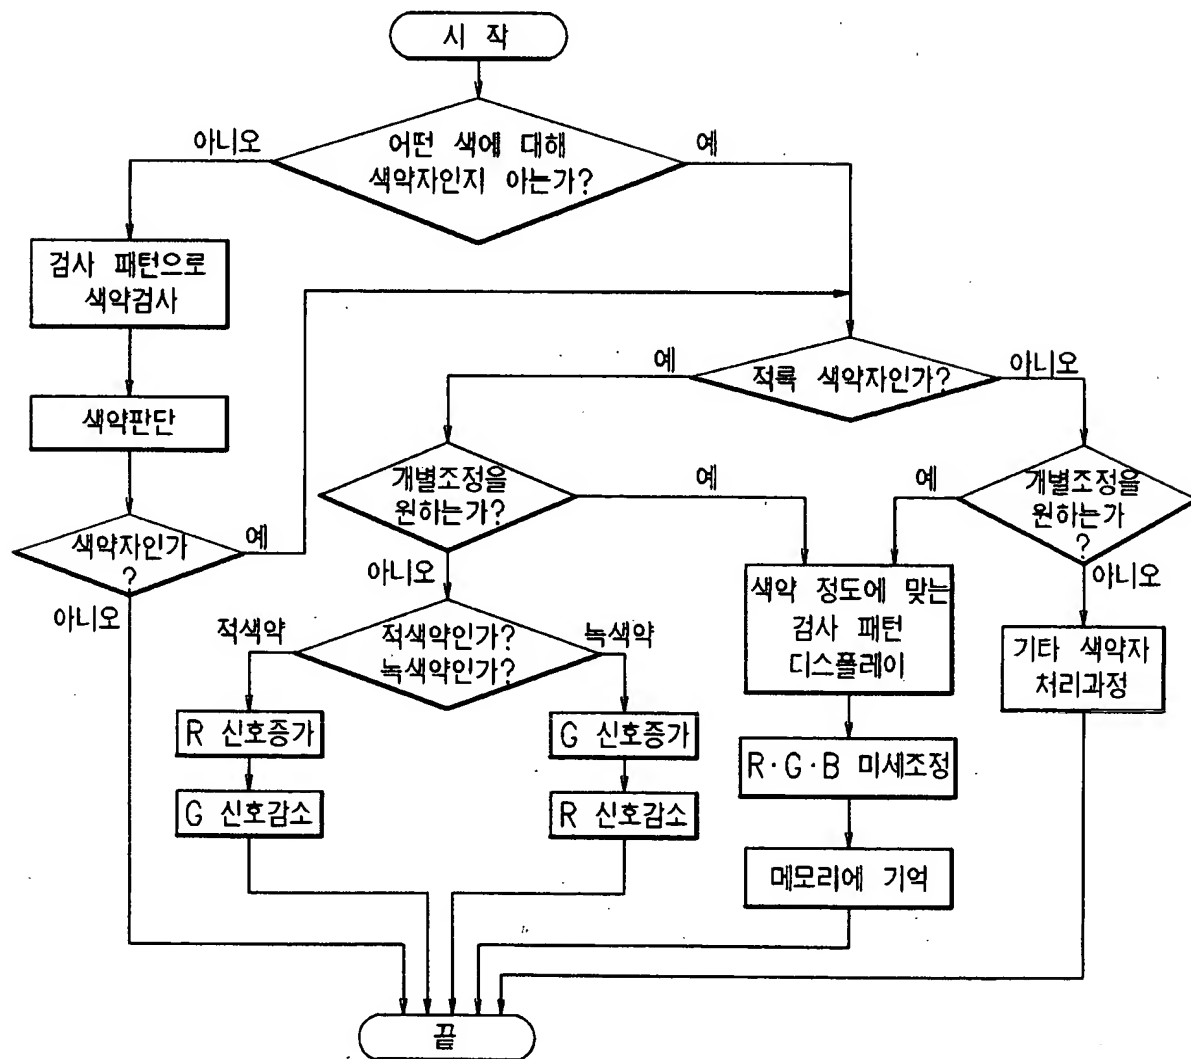 시 작
어떤 색에 대해
색약자인지 아는가?
아니오
예
검사 패턴으로
색약검사
색약판단
색약자인가
?
예
아니오
적록 색약자인가?
예
아니오
개별조정을
원하는가?
예
아니오
개별조정을
원하는가
?
예
아니오
적색약인가?
녹색약인가?
적색약
녹색약
R 신호증가
G 신호감소
G 신호증가
R 신호감소
색약 정도에 맞는
검사 패턴
디스플레이
R·G·B 미세조정
메모리에 기억
기타 색약자
처리과정
끝